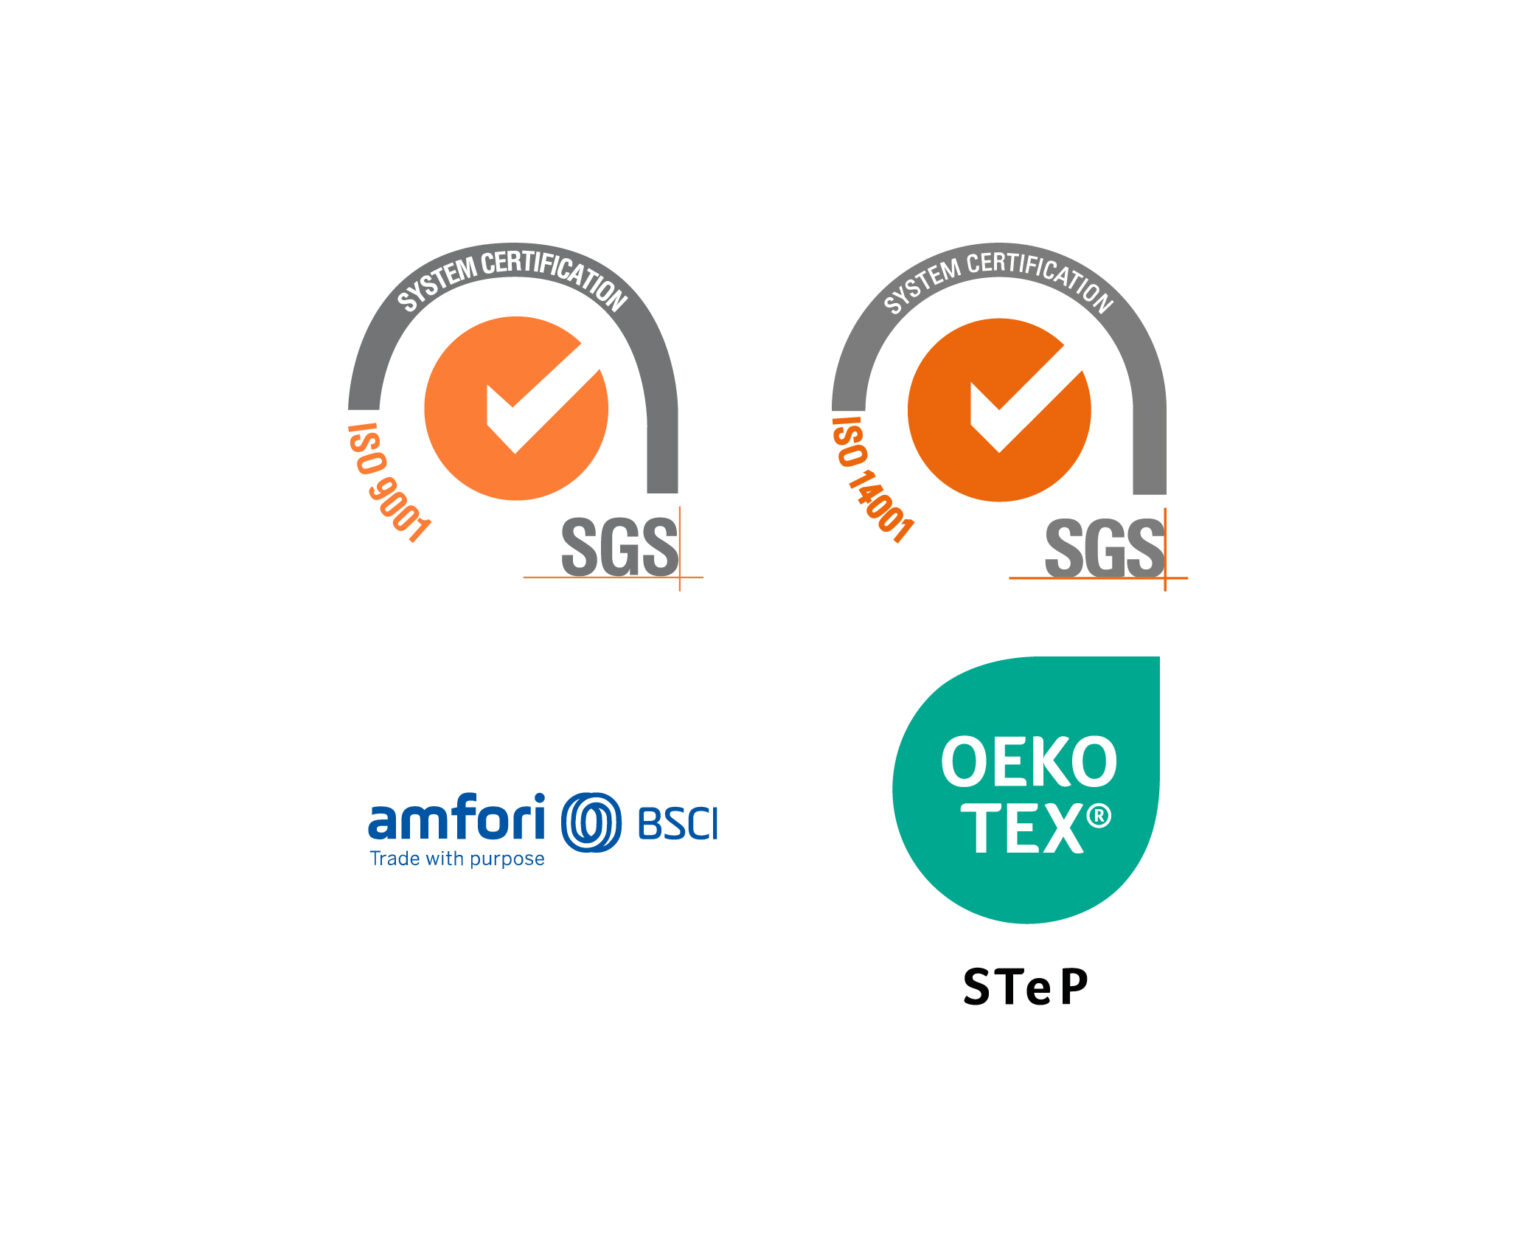 SYSTEM CERTIFICATION
ISO 9001
SGS
SYSTEM CERTIFICATION
ISO 14001
SGS
amfori BSCI
Trade with purpose
OEKO
TEX®
STeP